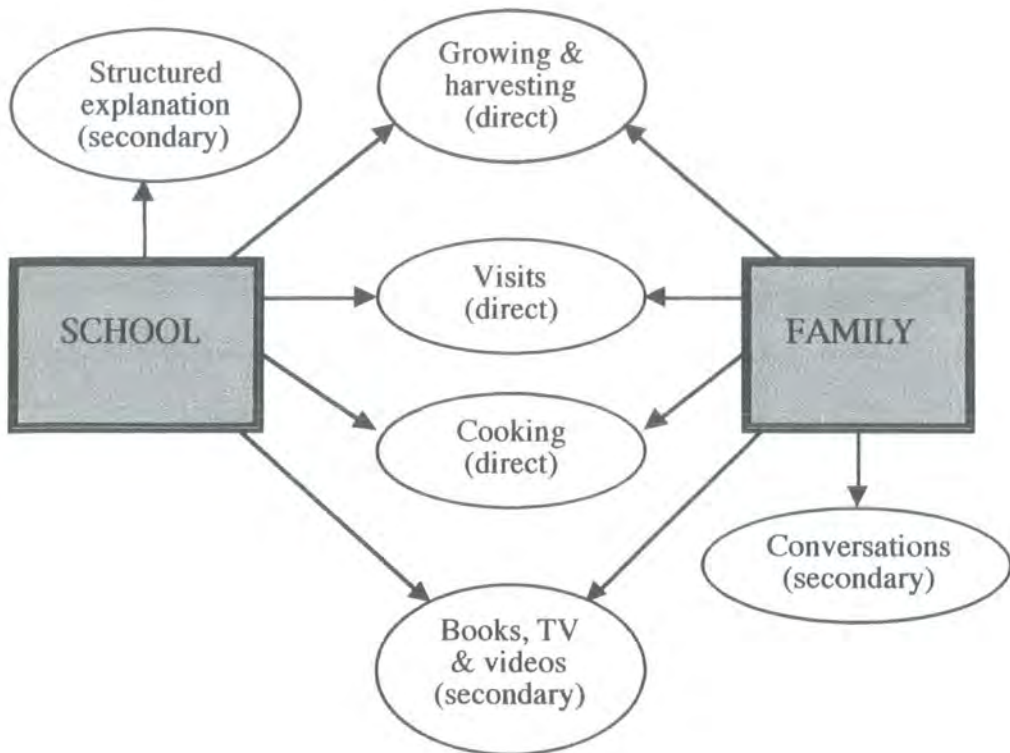 Growing &
harvesting
(direct)
Structured
explanation
(secondary)
Visits
(direct)
SCHOOL
FAMILY
Cooking
(direct)
Conversations
(secondary)
Books, TV
& videos
(secondary)